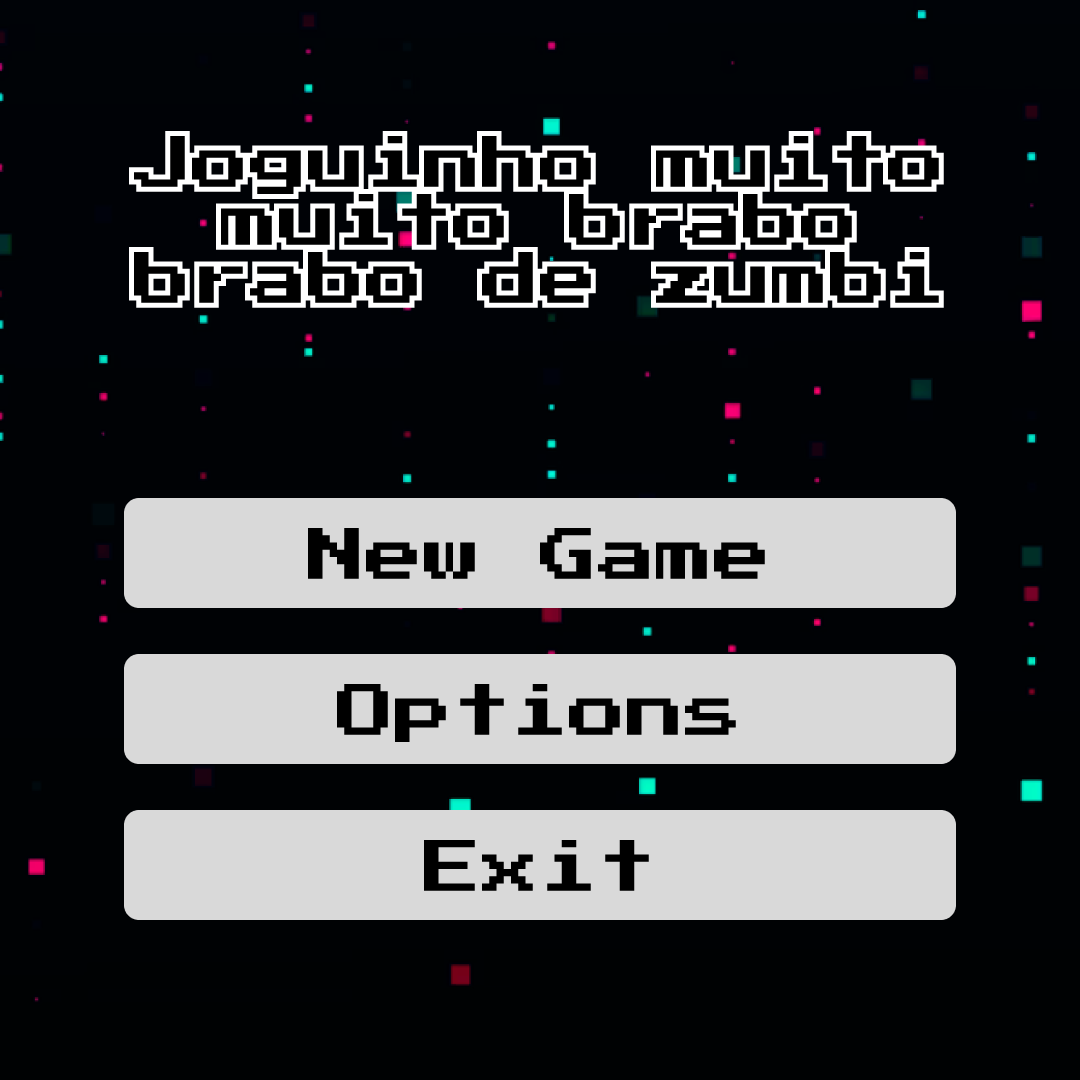 Joguinho muito
muito brabo
brabo de zumbi
New Game
Options
Exit